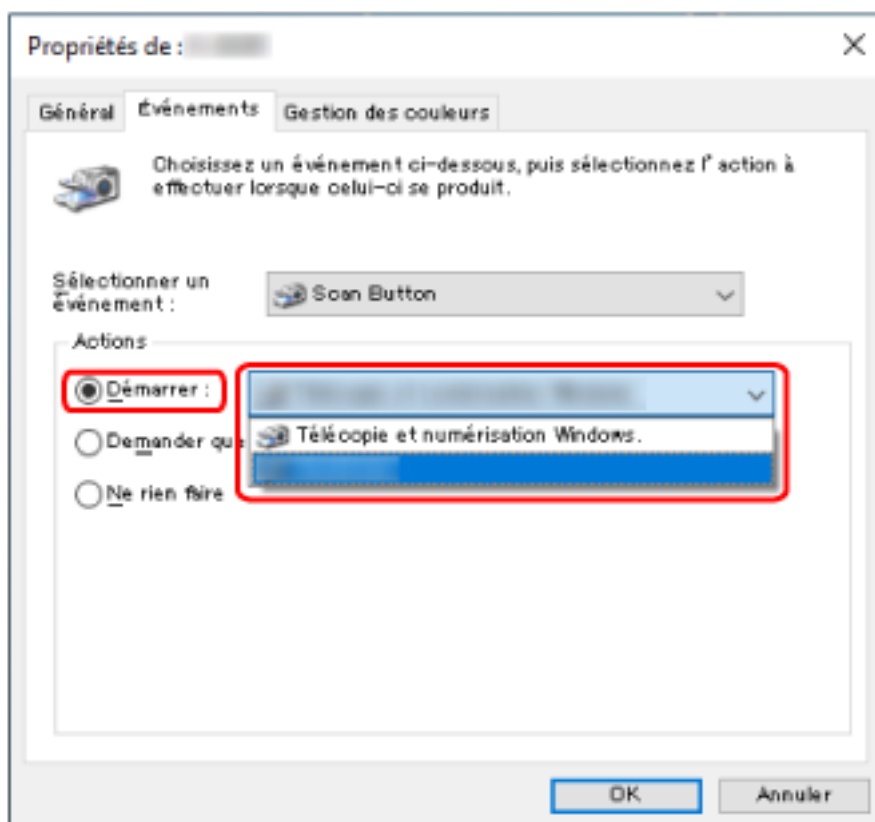 Propriétés de :
Général
Événements
Gestion des couleurs
Choisissez un événement ci-dessous, puis sélectionnez l'action à
effectuer lorsque celui-ci se produit.
Sélectionner un
Événement :
Scan Button
Actions
Démarrer :
Télécopie et numérisation Windows.
Demander que
Ne rien faire
OK
Annuler